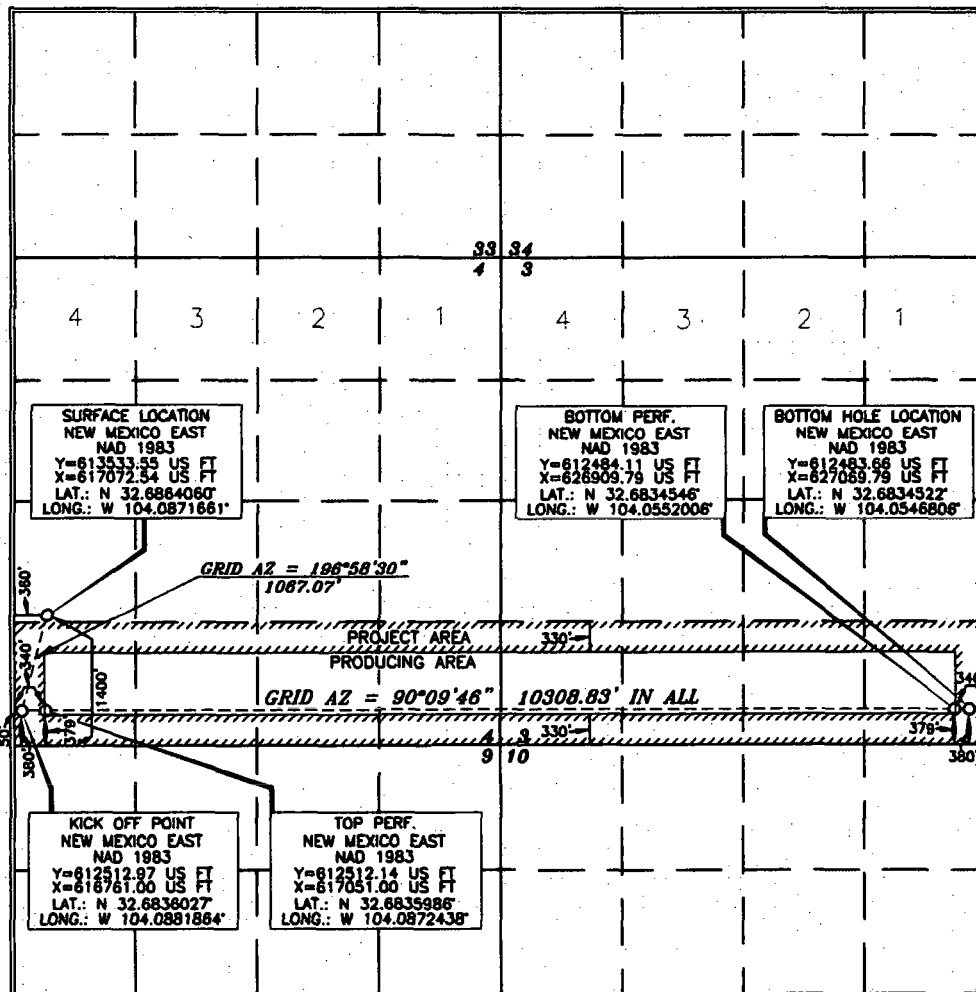 33 34
4 3
4 3 2 1 4 3 2 1
SURFACE LOCATION
NEW MEXICO EAST
NAD 1983
Y=613533.55 US FT
X=617072.54 US FT
LAT.: N 32.6864060°
LONG.: W 104.0871661°
BOTTOM PERF.
NEW MEXICO EAST
NAD 1983
Y=612484.11 US FT
X=626909.79 US FT
LAT.: N 32.6834546°
LONG.: W 104.0552006°
BOTTOM HOLE LOCATION
NEW MEXICO EAST
NAD 1983
Y=612483.66 US FT
X=627069.79 US FT
LAT.: N 32.6834522°
LONG.: W 104.0546806°
GRID AZ = 196°58'30"
1067.07'
360'
PROJECT AREA
330'
PRODUCING AREA
340'
1400'
GRID AZ = 90°09'46" 10308.83' IN ALL
379'
330'
379'
380'
380'
4 3
9 10
KICK OFF POINT
NEW MEXICO EAST
NAD 1983
Y=612512.97 US FT
X=616761.00 US FT
LAT.: N 32.6836027°
LONG.: W 104.0881864°
TOP PERF.
NEW MEXICO EAST
NAD 1983
Y=612512.14 US FT
X=617051.00 US FT
LAT.: N 32.6835986°
LONG.: W 104.0872438°